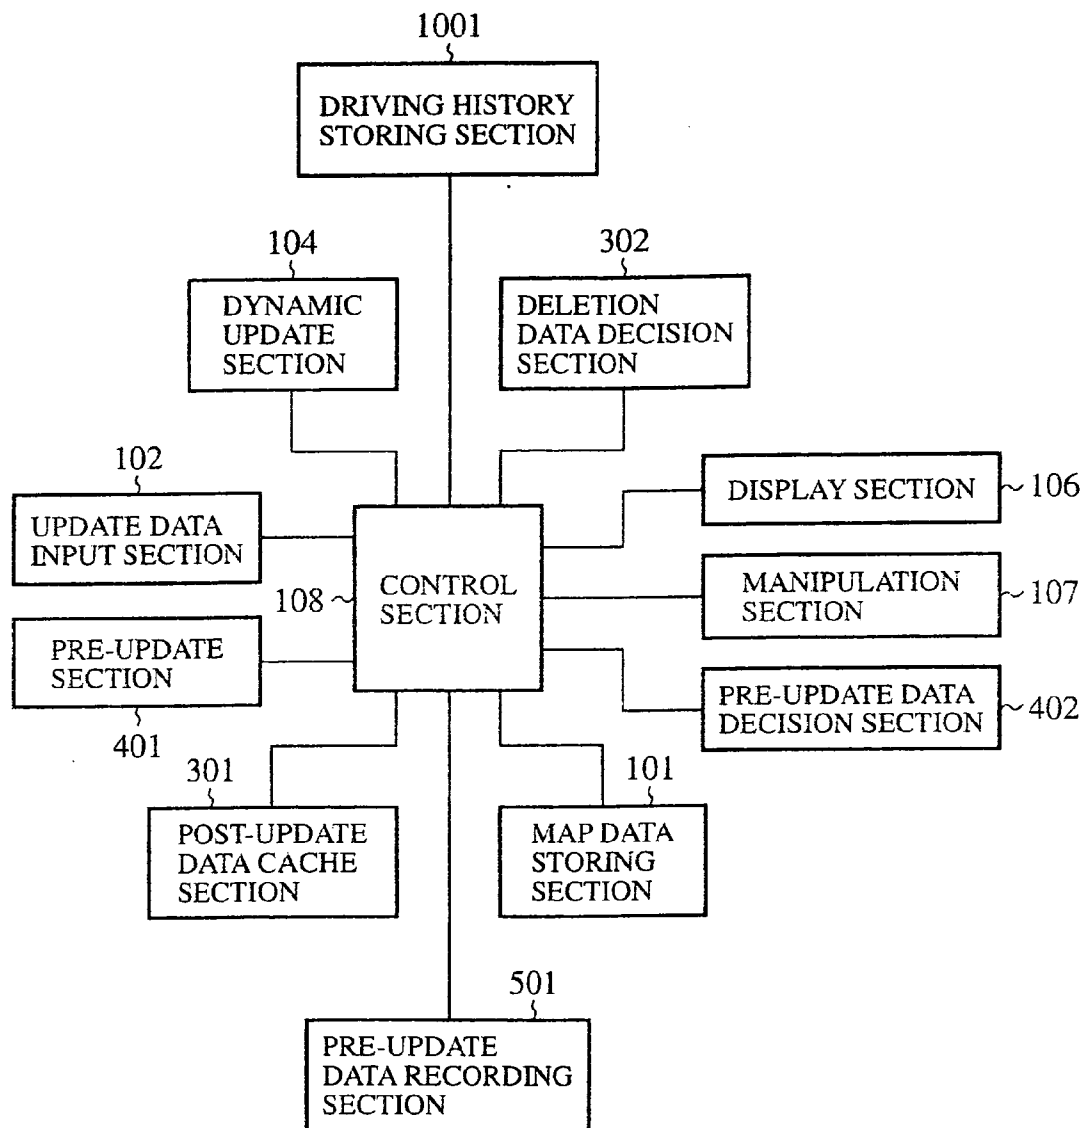 1001
DRIVING HISTORY
STORING SECTION
104
DYNAMIC
UPDATE
SECTION
302
DELETION
DATA DECISION
SECTION
102
UPDATE DATA
INPUT SECTION
DISPLAY SECTION
106
108
CONTROL
SECTION
MANIPULATION
SECTION
107
PRE-UPDATE
SECTION
401
PRE-UPDATE DATA
DECISION SECTION
402
301
POST-UPDATE
DATA CACHE
SECTION
101
MAP DATA
STORING
SECTION
501
PRE-UPDATE
DATA RECORDING
SECTION